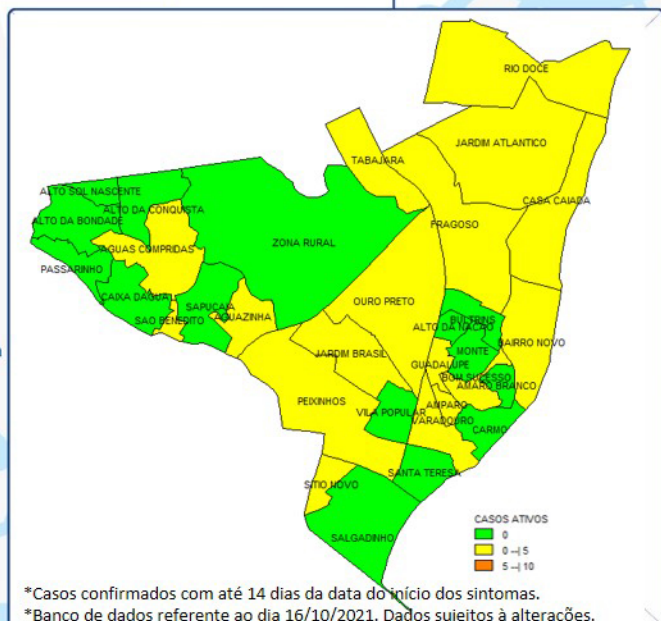 RIO DOCE
JARDIM ATLANTICO
TABAJARA
ALTO SOL NASCENTE
CASA CAIADA
ALTO DA CONQUISTA
ALTO DA BONDADE
FRAGOSO
ZONA RURAL
AGUAS COMPRIDAS
PASSARINHO
CAIXA DAGUA
OURO PRETO
SAPUCAIA
AGUAZINHA
SAO BENEDITO
BULTRINS
ALTO DA NACAO
BAIRRO NOVO
JARDIM BRASIL
MONTE
GUADALUPE
BOM SUCESSO
AMARO BRANCO
PEIXINHOS
AMPARO
VILA POPULAR
VARADOURO
CARMO
SANTA TERESA
SITIO NOVO
SALGADINHO
CASOS ATIVOS
0
0 --| 5
5 --| 10
*Casos confirmados com até 14 dias da data do início dos sintomas.
*Banco de dados referente ao dia 16/10/2021. Dados sujeitos à alterações.